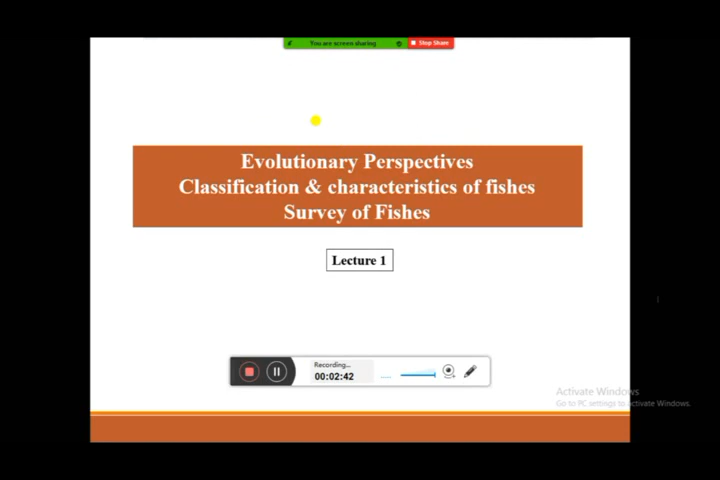 You are screen sharing Stop Share
Evolutionary Perspectives
Classification & characteristics of fishes
Survey of Fishes
Lecture 1
Recording...
00:02:42
Activate Windows
Go to PC settings to activate Windows.